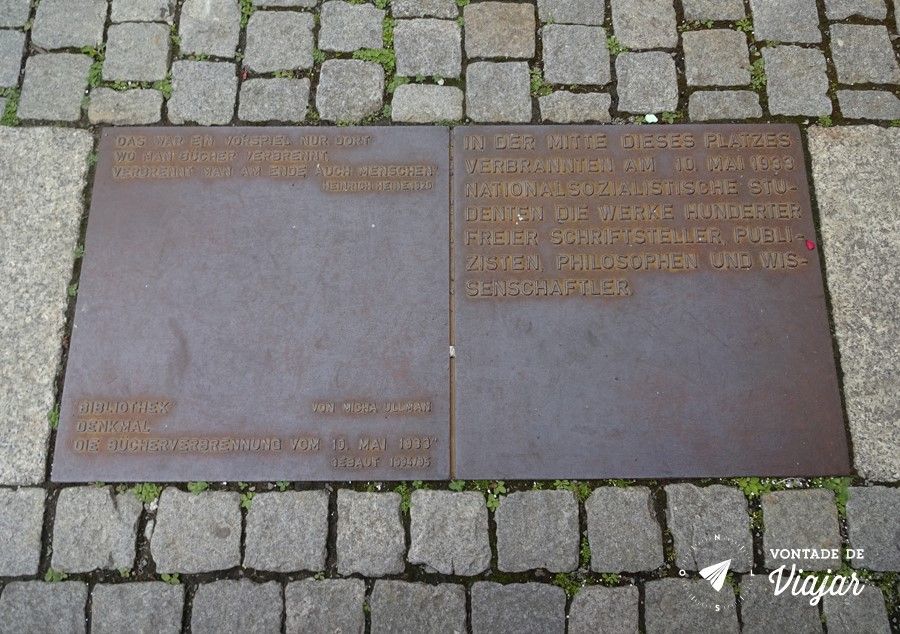 DAS WAR EIN VORSPIEL NUR DORT
WO MAN BÜCHER VERBRENNT
VERBRENNT MAN AM ENDE AUCH MENSCHEN"
HEINRICH HEINE 1820
BIBLIOTHEK
VON MICHA ULLMAN
DENKMAL
DIE BÜCHERVERBRENNUNG VOM 10. MAI 1933"
GEBAUT 1994/95
IN DER MITTE DIESES PLATZES
VERBRANNTEN AM 10. MAI 1933
NATIONALSOZIALISTISCHE STU-
DENTEN DIE WERKE HUNDERTER
FREIER SCHRIFTSTELLER, PUBLI-
ZISTEN, PHILOSOPHEN UND WIS-
SENSCHAFTLER.
N
O L
S
VONTADE DE
Viajar